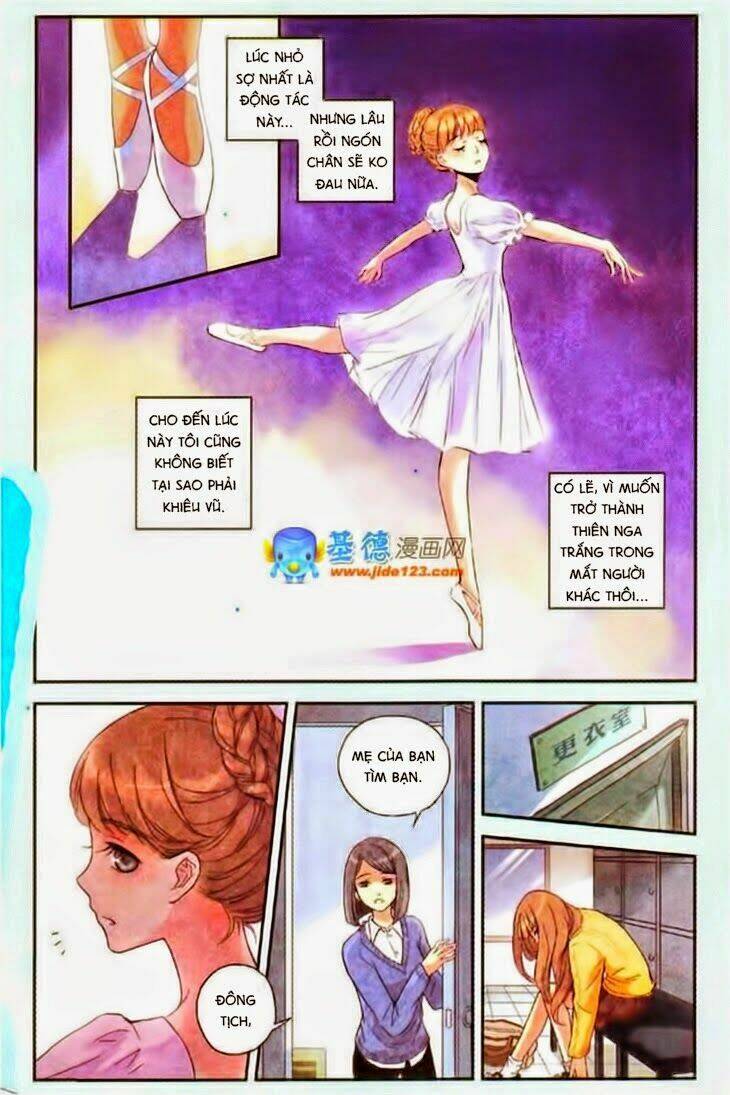 LÚC NHỎ
SỢ NHẤT LÀ
ĐỘNG TÁC
NÀY...
NHƯNG LÂU
RỒI NGÓN
CHÂN SẼ KO
ĐAU NỮA.
CHO ĐẾN LÚC
NÀY TÔI CŨNG
KHÔNG BIẾT
TẠI SAO PHẢI
KHIÊU VŨ.
CÓ LẼ, VÌ MUỐN
TRỞ THÀNH
THIÊN NGA
TRẮNG TRONG
MẮT NGƯỜI
KHÁC THÔI...
基德漫画网
www.jide123.com
ĐÔNG
TỊCH,
MẸ CỦA BẠN
TÌM BẠN.
更衣室